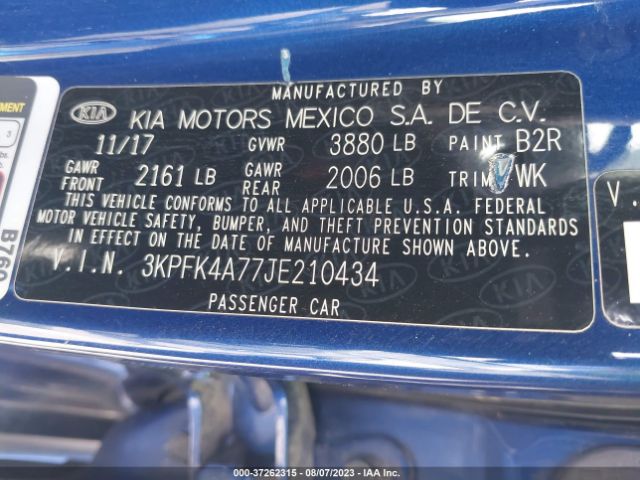 MANUFACTURED BY
KIA KIA MOTORS MEXICO S.A. DE C.V.
11/17 GVWR 3880 LB PAINT B2R
GAWR FRONT 2161 LB GAWR REAR 2006 LB TRIM WK
THIS VEHICLE CONFORMS TO ALL APPLICABLE U.S.A. FEDERAL
MOTOR VEHICLE SAFETY, BUMPER, AND THEFT PREVENTION STANDARDS
IN EFFECT ON THE DATE OF MANUFACTURE SHOWN ABOVE.
V.I.N. 3KPFK4A77JE210434
PASSENGER CAR
B760
V.
000-37262315 - 08/07/2023 - IAA Inc.